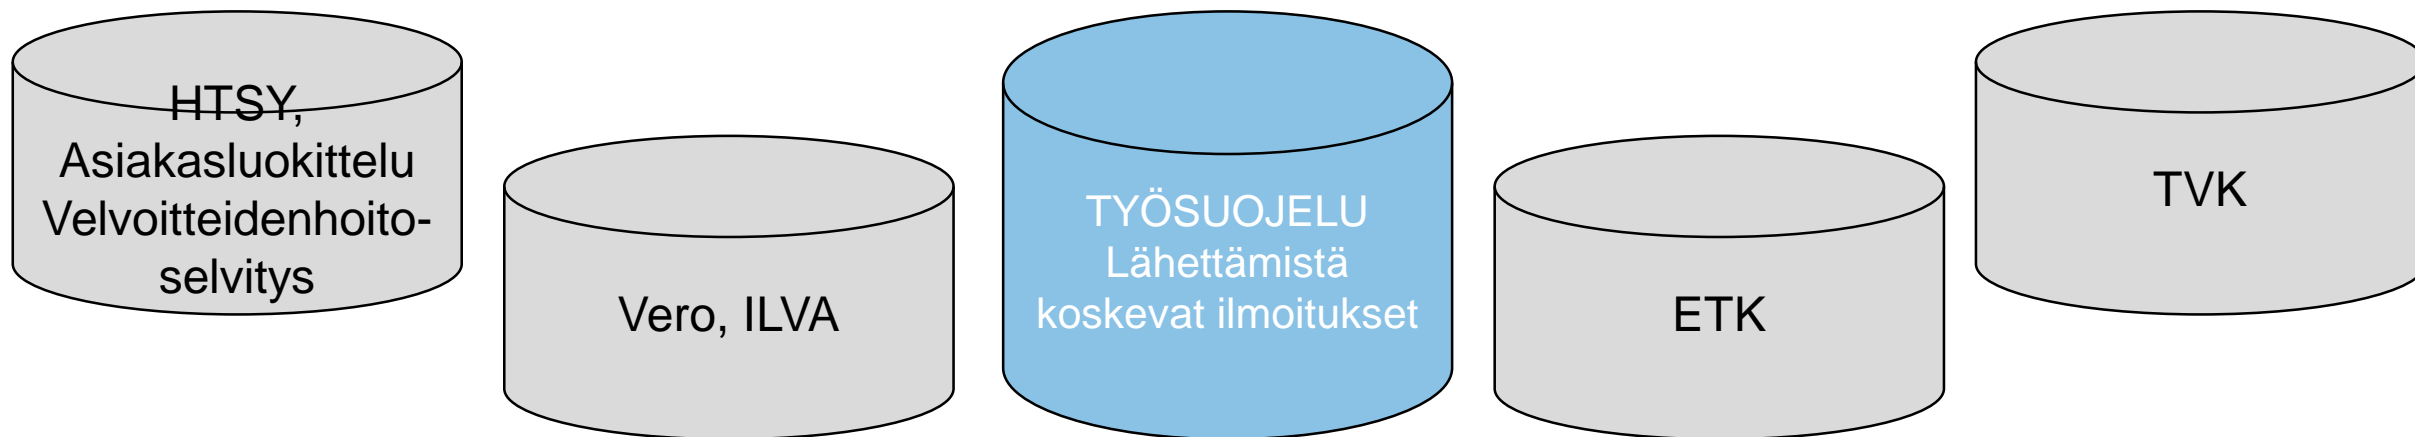 HTSY,
Asiakasluokittelu
Velvoitteidenhoito-
selvitys
Vero, ILVA
TYÖSUOJELU
Lähettämistä
koskevat ilmoitukset
ETK
TVK